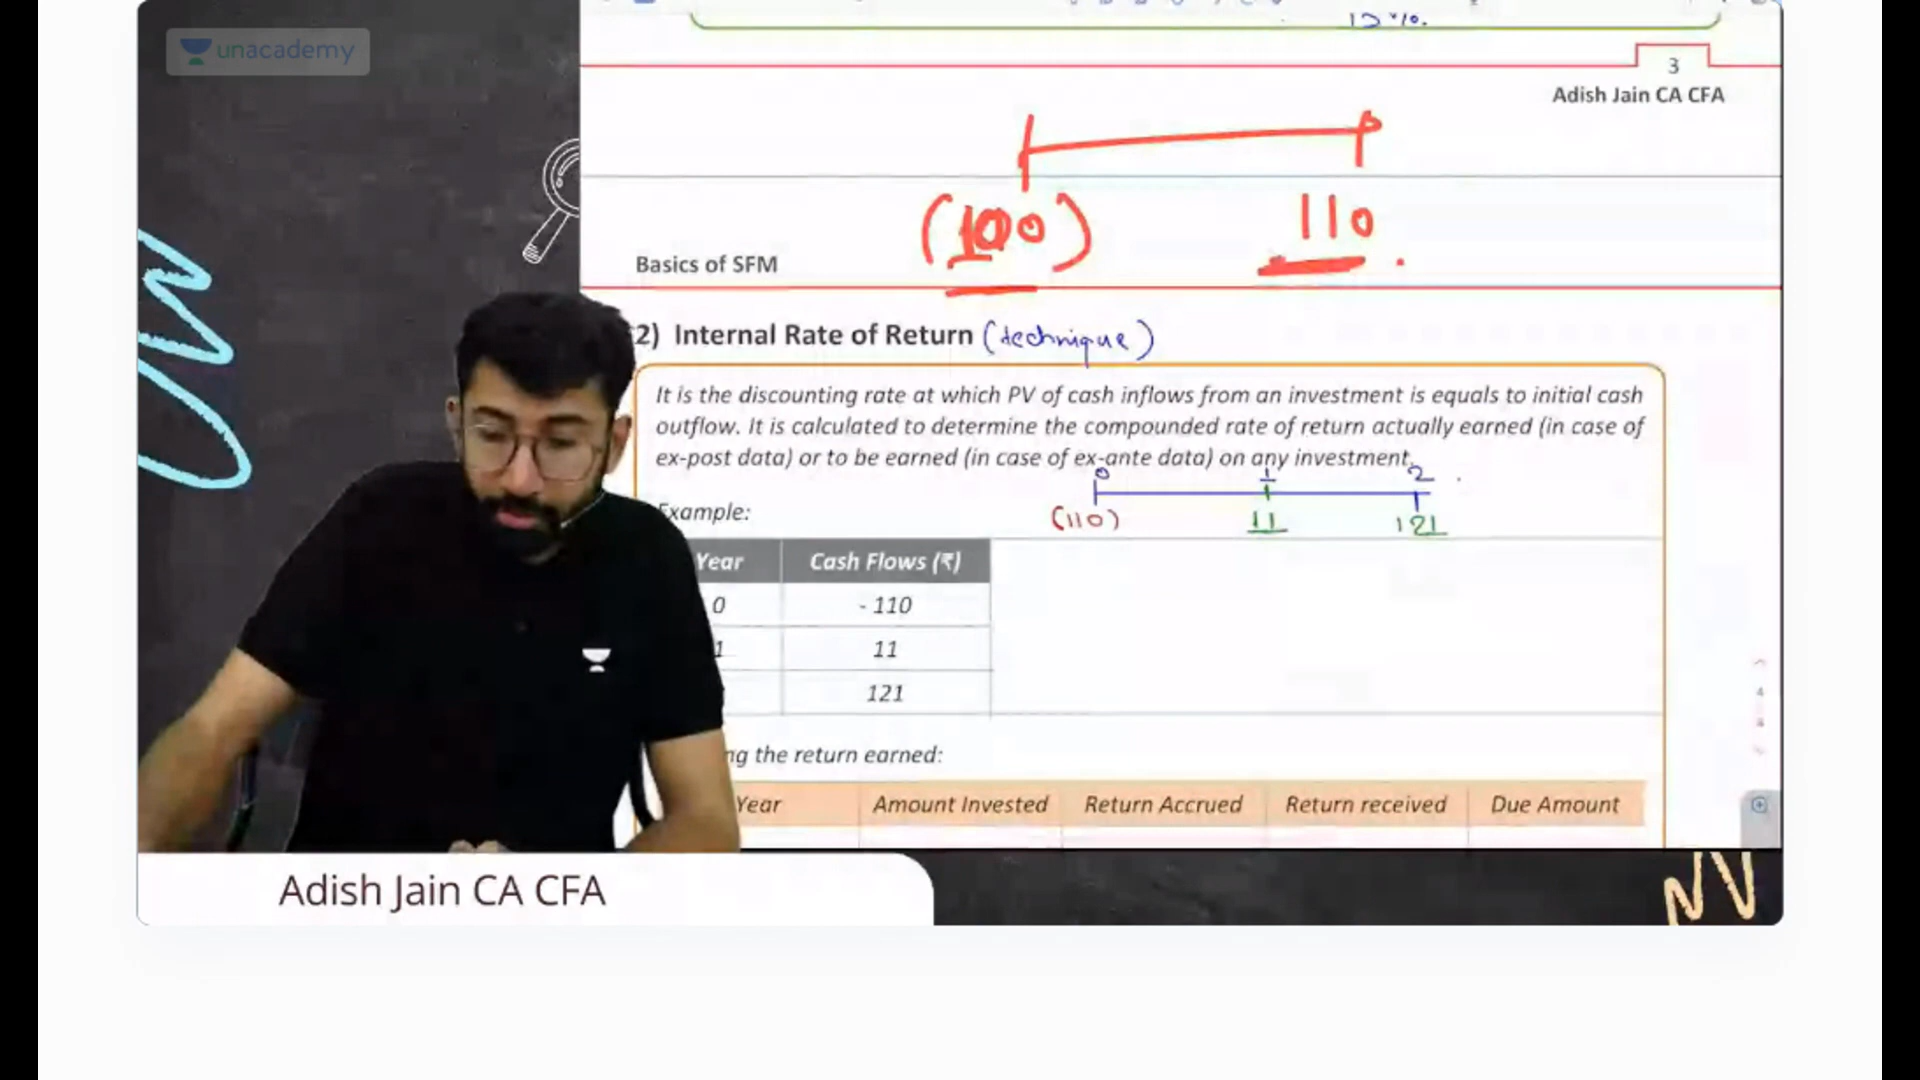 unacademy
3
Adish Jain CA CFA
(100) 110
Basics of SFM
2) Internal Rate of Return (technique)
It is the discounting rate at which PV of cash inflows from an investment is equals to initial cash
outflow. It is calculated to determine the compounded rate of return actually earned (in case of
ex-post data) or to be earned (in case of ex-ante data) on any investment.
0 1 2
Example: (110) 11 121
Year Cash Flows (₹)
0 - 110
1 11
121
the return earned:
Year Amount Invested Return Accrued Return received Due Amount
Adish Jain CA CFA